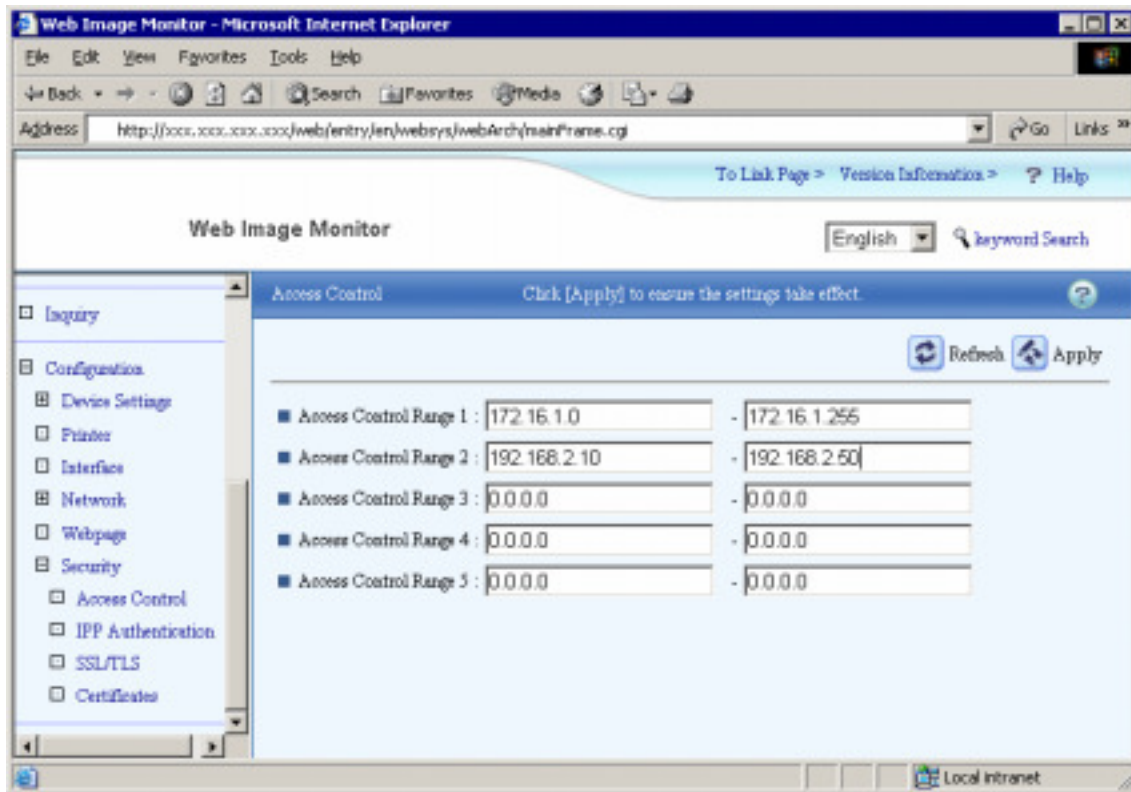 Web Image Monitor - Microsoft Internet Explorer
File Edit View Favorites Tools Help
Back Search Favorites Media
Address http://xxx.xxx.xxx.xxx/web/entry/en/websys/webArch/mainFrame.cgi Go Links »
To Link Page > Version Information > ? Help
Web Image Monitor
English keyword Search
Access Control Click [Apply] to ensure the settings take effect. ?
Refresh Apply
Inquiry
Configuration
Device Settings
Printer
Interface
Network
Webpage
Security
Access Control
IPP Authentication
SSL/TLS
Certificates
Access Control Range 1 : 172.16.1.0 - 172.16.1.255
Access Control Range 2 : 192.168.2.10 - 192.168.2.50
Access Control Range 3 : 0.0.0.0 - 0.0.0.0
Access Control Range 4 : 0.0.0.0 - 0.0.0.0
Access Control Range 5 : 0.0.0.0 - 0.0.0.0
Local intranet